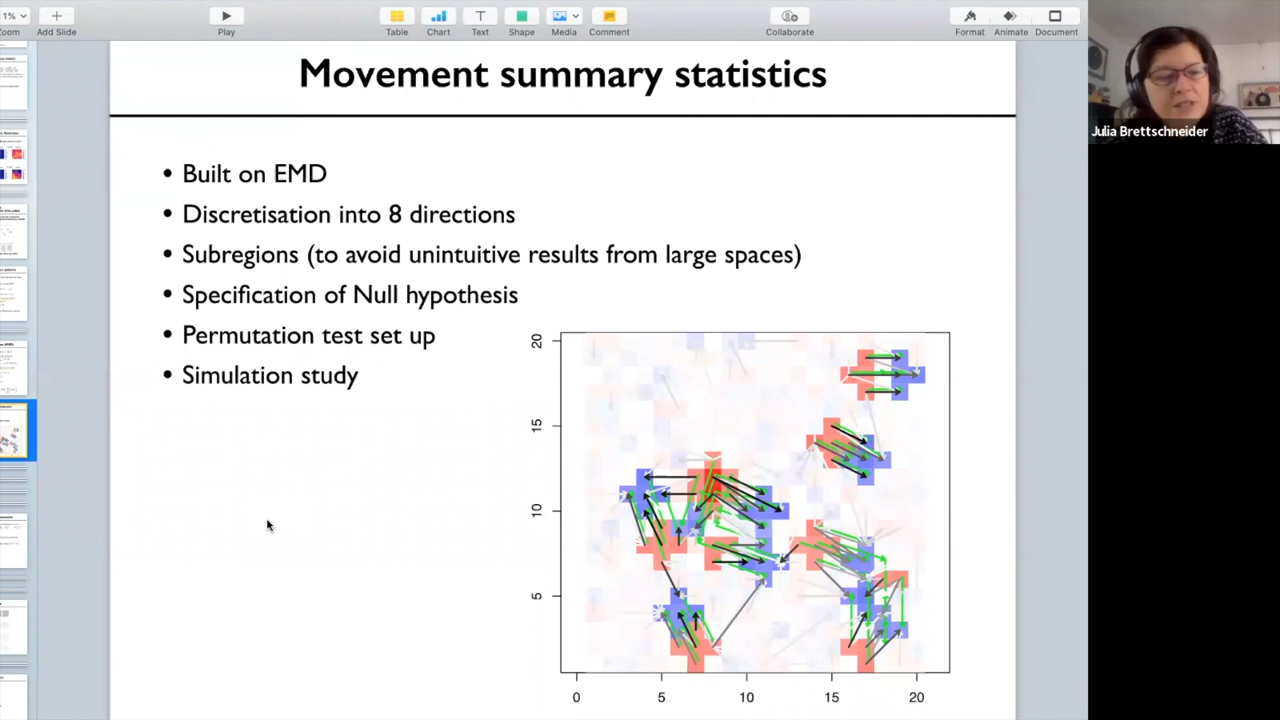 1%
Zoom
Add Slide
Play
Table
Chart
Text
Shape
Media
Comment
Collaborate
Format
Animate
Document
Movement summary statistics
• Built on EMD
• Discretisation into 8 directions
• Subregions (to avoid unintuitive results from large spaces)
• Specification of Null hypothesis
• Permutation test set up
• Simulation study
20
15
10
5
0 5 10 15 20
Julia Brettschneider